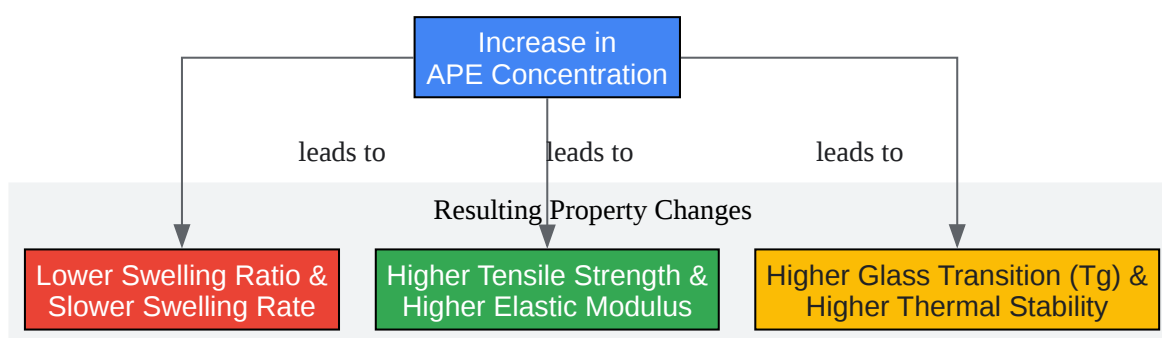 Increase in
APE Concentration
leads to
leads to
leads to
Resulting Property Changes
Lower Swelling Ratio &
Slower Swelling Rate
Higher Tensile Strength &
Higher Elastic Modulus
Higher Glass Transition (Tg) &
Higher Thermal Stability